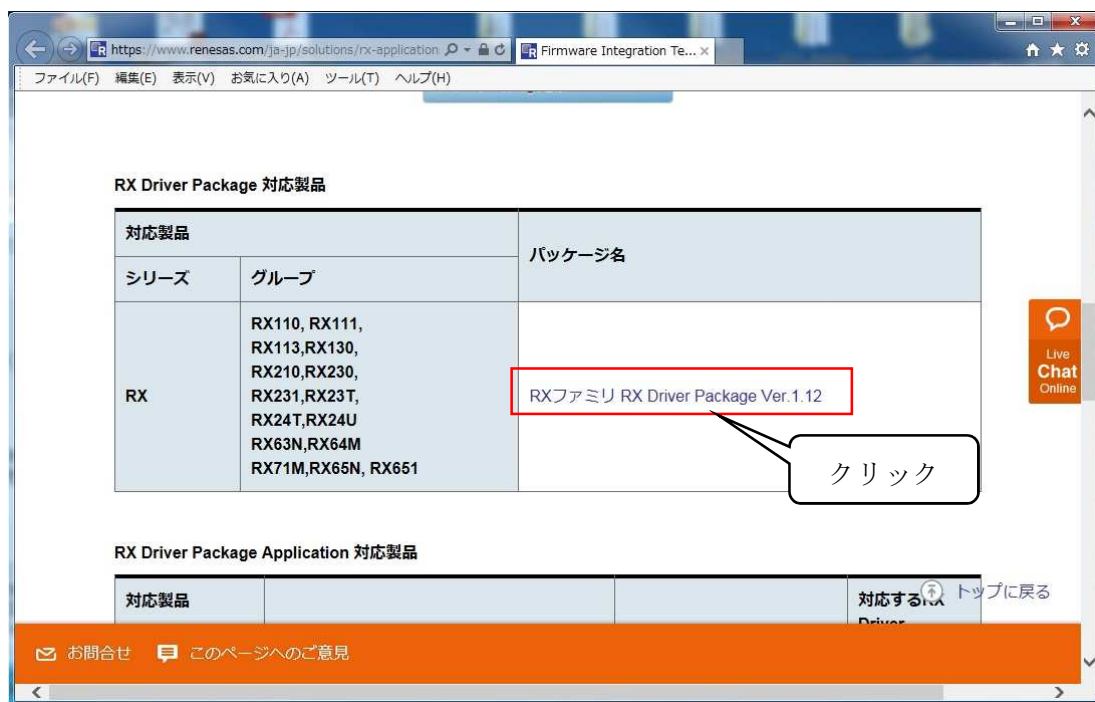 https://www.renesas.com/ja-jp/solutions/rx-application
Firmware Integration Te...
ファイル(F) 編集(E) 表示(V) お気に入り(A) ツール(T) ヘルプ(H)
RX Driver Package 対応製品
対応製品
パッケージ名
シリーズ グループ
RX
RX110, RX111,
RX113,RX130,
RX210,RX230,
RX231,RX23T,
RX24T,RX24U
RX63N,RX64M
RX71M,RX65N, RX651
RXファミリ RX Driver Package Ver.1.12
クリック
Live
Chat
Online
RX Driver Package Application 対応製品
対応製品
対応するRX
Driver
トップに戻る
お問合せ このページへのご意見